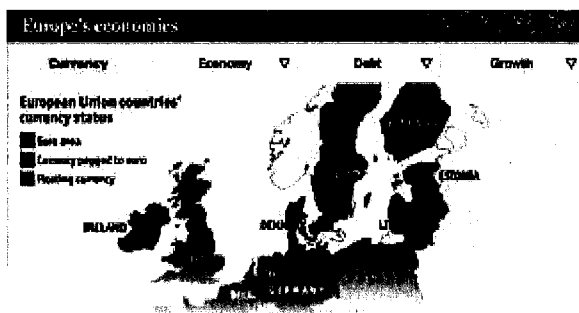 Europe's economies
Currency Economy Debt Growth
European Union countries'
currency status
Euro area
Currency pegged to euro
Floating currency
ESTONIA
IRELAND